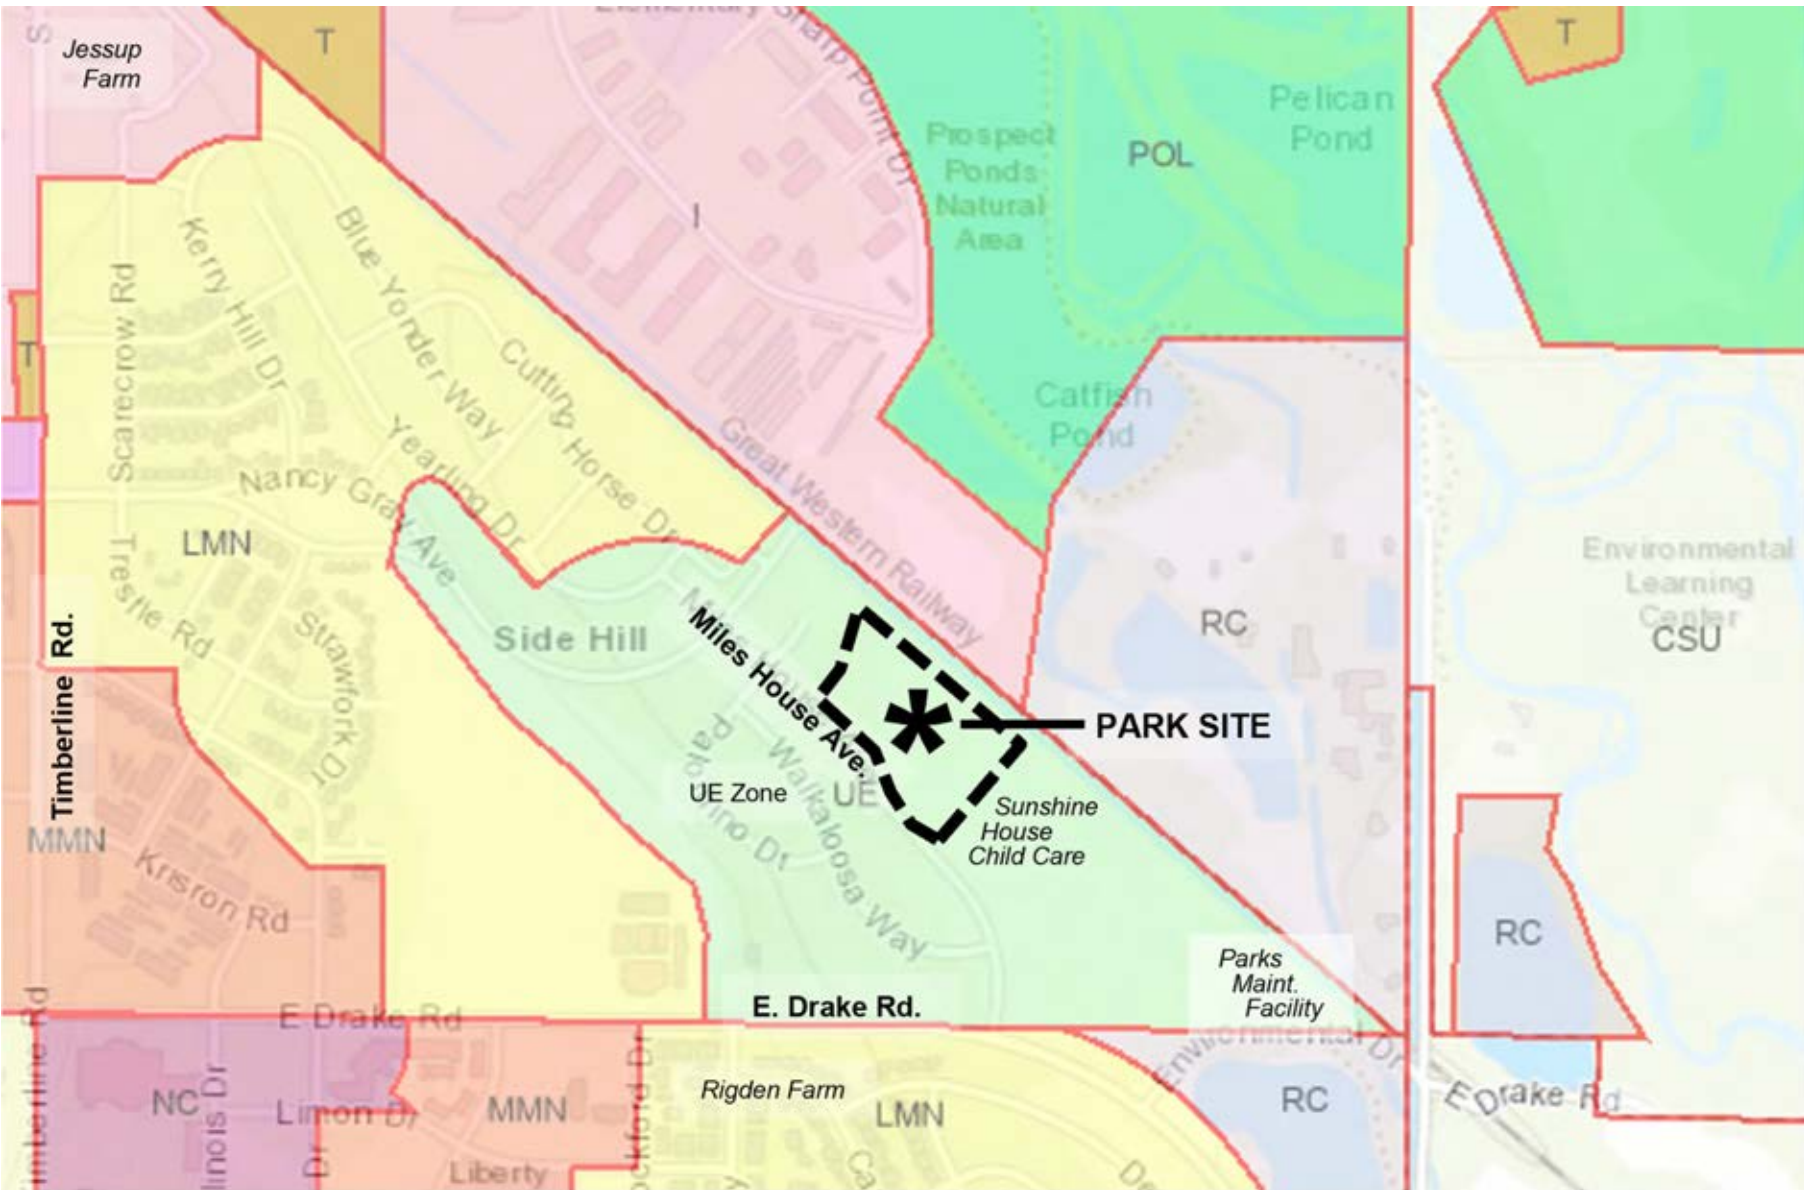 Jessup
Farm
T
Elementary
Sharp Point Dr
T
Pelican
Pond
Prospect
Ponds
Natural
Area
POL
I
Kerry Hill Dr
Blue Yonder Way
Scarecrow Rd
T
Cutting Horse Dr
Catfish
Pond
Great Western Railway
Yearling Dr
Nancy Gray Ave
LMN
Environmental
Learning
Center
CSU
Trestle Rd
Strawfork Dr
Side Hill
Miles House Ave.
RC
Timberline Rd.
PARK SITE
Palomino Dr
Walkaloosa Way
UE Zone
UE
Sunshine
House
Child Care
MMN
Krisron Rd
RC
Parks
Maint.
Facility
E. Drake Rd.
E Drake Rd
Timberline Rd
Environmental Dr
NC
Limon Dr
MMN
Rigden Farm
LMN
RC
E Drake Rd
Liberty
Dr